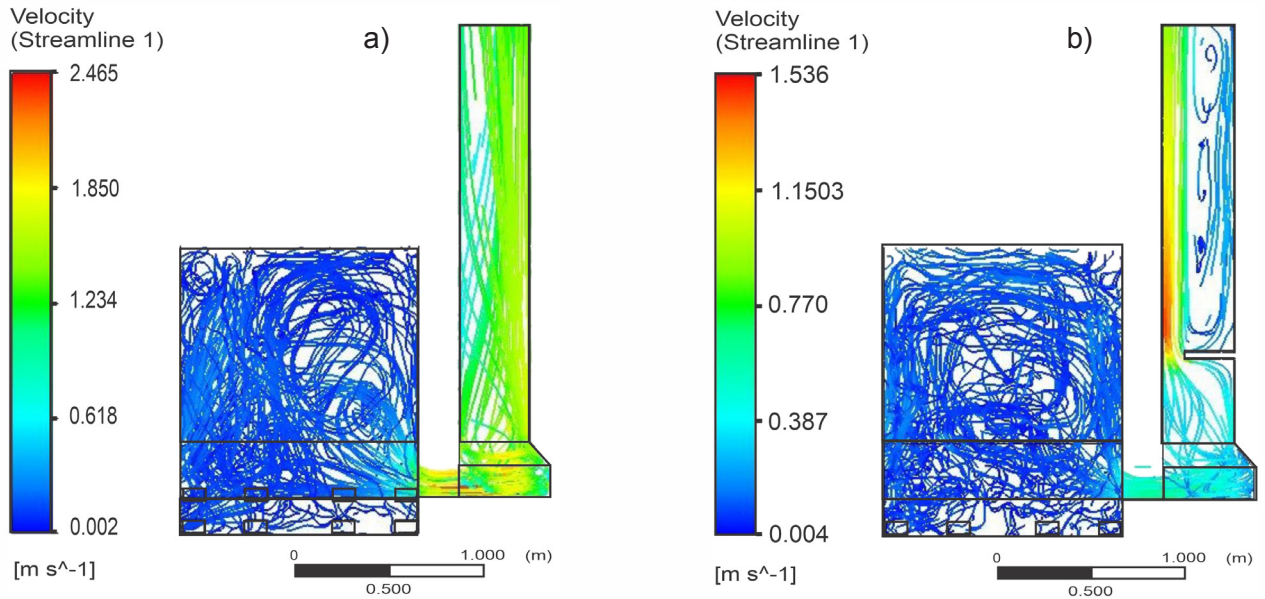 Velocity
(Streamline 1)
a)
2.465
1.850
1.234
0.618
0.002
[m s^-1]
0
1.000
(m)
0.500
Velocity
(Streamline 1)
b)
1.536
1.1503
0.770
0.387
0.004
[m s^-1]
0
1.000
(m)
0.500